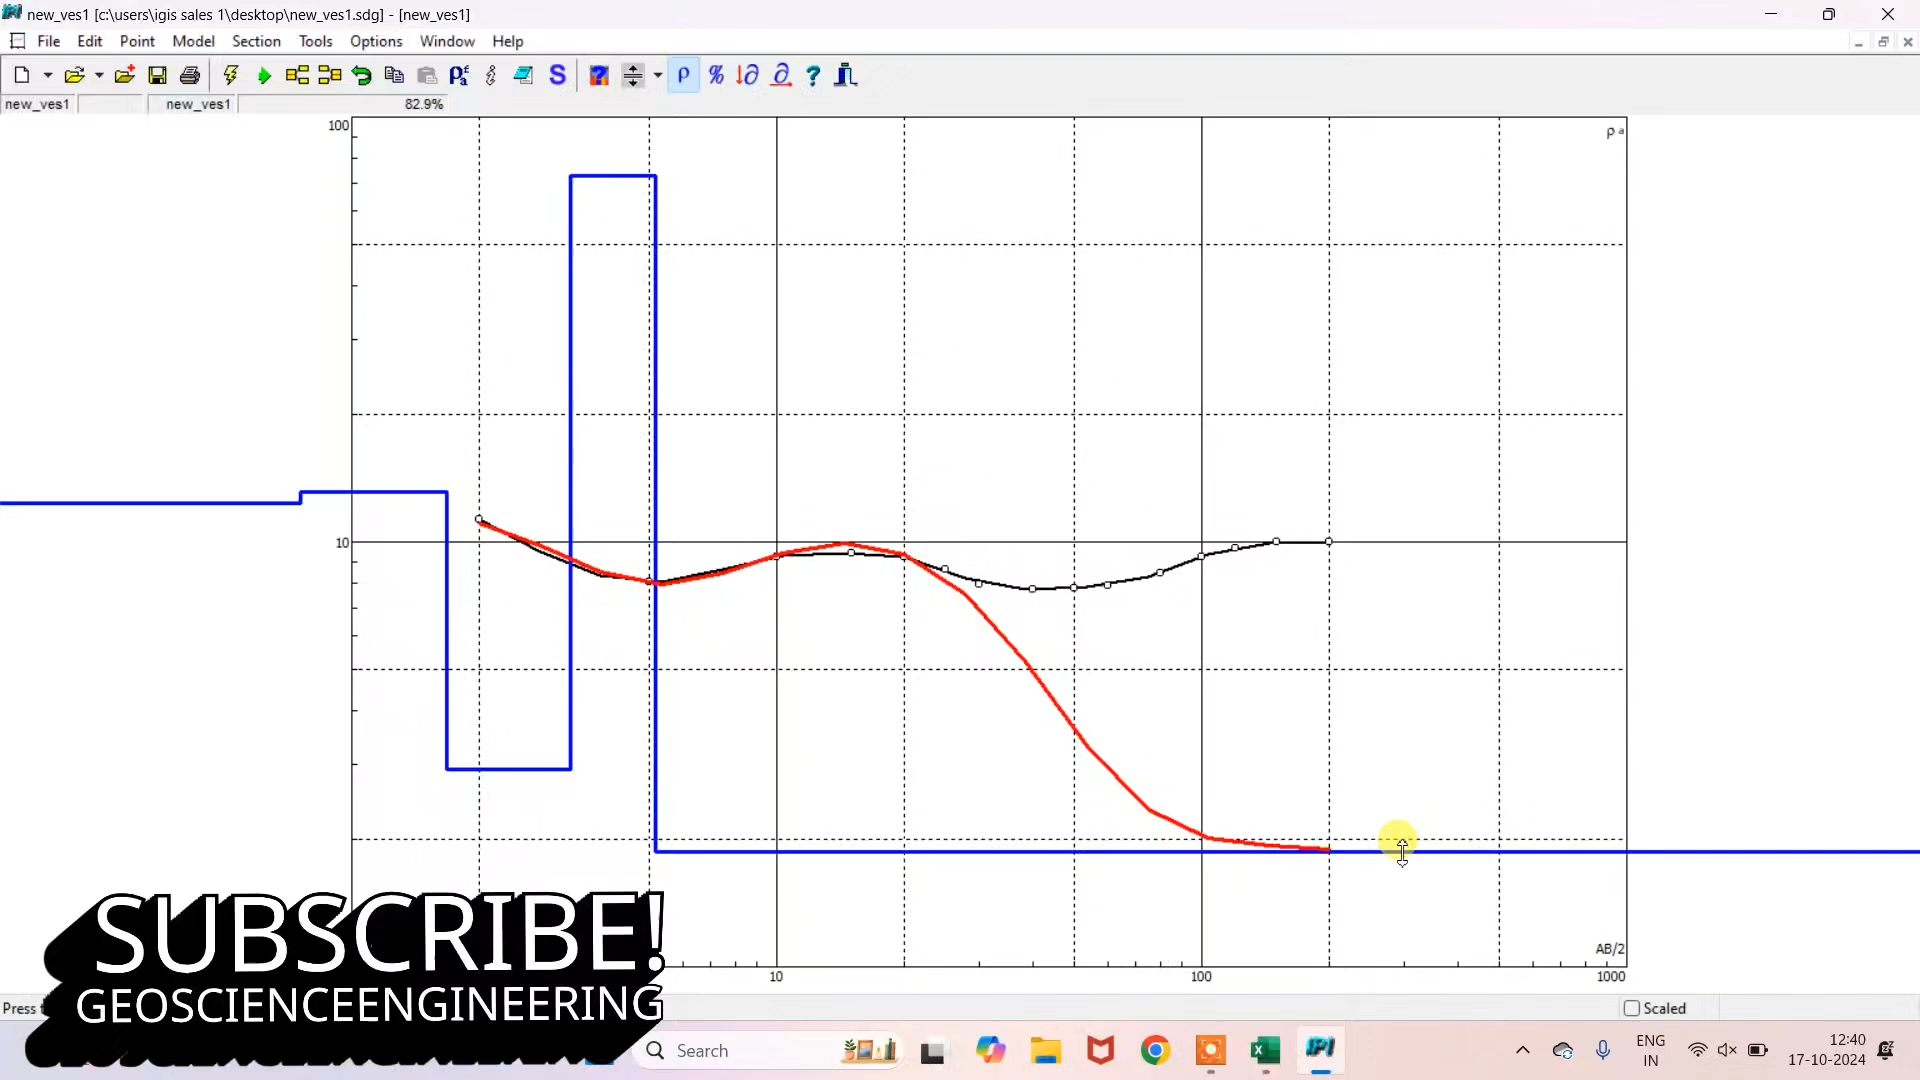 new_ves1 [c:\users\igis sales 1\desktop\new_ves1.sdg] - [new_ves1]
File Edit Point Model Section Tools Options Window Help
S ρ % ?
new_ves1 new_ves1 82.9%
100
ρa
10
AB/2
10 100 1000
SUBSCRIBE!
GEOSCIENCEENGINEERING
Press
Scaled
Search
IPI
ENG
IN
12:40
17-10-2024